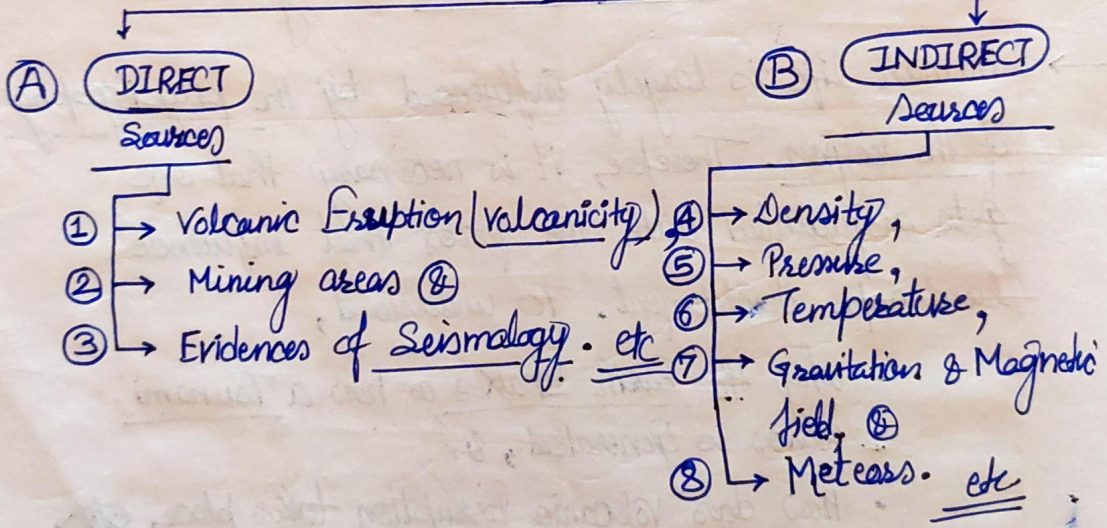 Ⓐ DIRECT
Sources
① → Volcanic Eruption (Volcanicity),
② → Mining areas &
③ → Evidences of Seismology. etc
Ⓑ INDIRECT
Sources
④ → Density,
⑤ → Pressure,
⑥ → Temperature,
⑦ → Gravitation & Magnetic
field, &
⑧ → Meteors. etc